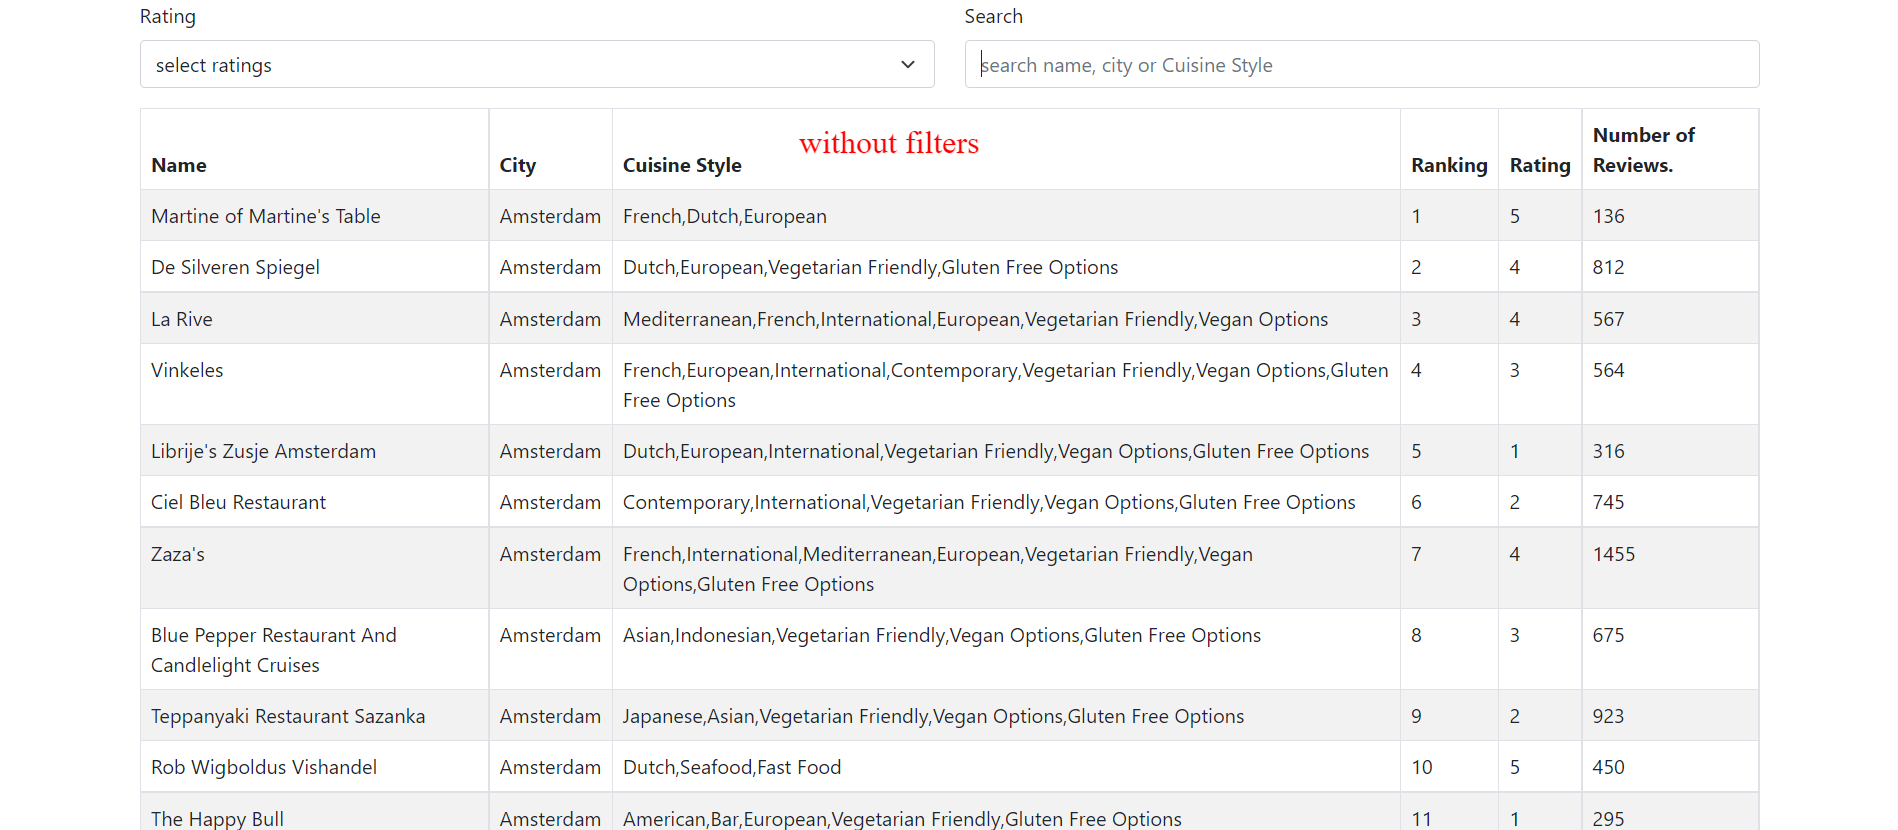 Rating
Search
select ratings
search name, city or Cuisine Style
without filters
Name City Cuisine Style Ranking Rating Number of
Reviews.
Martine of Martine's Table Amsterdam French,Dutch,European 1 5 136
De Silveren Spiegel Amsterdam Dutch,European,Vegetarian Friendly,Gluten Free Options 2 4 812
La Rive Amsterdam Mediterranean,French,International,European,Vegetarian Friendly,Vegan Options 3 4 567
Vinkeles Amsterdam French,European,International,Contemporary,Vegetarian Friendly,Vegan Options,Gluten 4 3 564
Free Options
Librije's Zusje Amsterdam Amsterdam Dutch,European,International,Vegetarian Friendly,Vegan Options,Gluten Free Options 5 1 316
Ciel Bleu Restaurant Amsterdam Contemporary,International,Vegetarian Friendly,Vegan Options,Gluten Free Options 6 2 745
Zaza's Amsterdam French,International,Mediterranean,European,Vegetarian Friendly,Vegan 7 4 1455
Options,Gluten Free Options
Blue Pepper Restaurant And Amsterdam Asian,Indonesian,Vegetarian Friendly,Vegan Options,Gluten Free Options 8 3 675
Candlelight Cruises
Teppanyaki Restaurant Sazanka Amsterdam Japanese,Asian,Vegetarian Friendly,Vegan Options,Gluten Free Options 9 2 923
Rob Wigboldus Vishandel Amsterdam Dutch,Seafood,Fast Food 10 5 450
The Happy Bull Amsterdam American,Bar,European,Vegetarian Friendly,Gluten Free Options 11 1 295